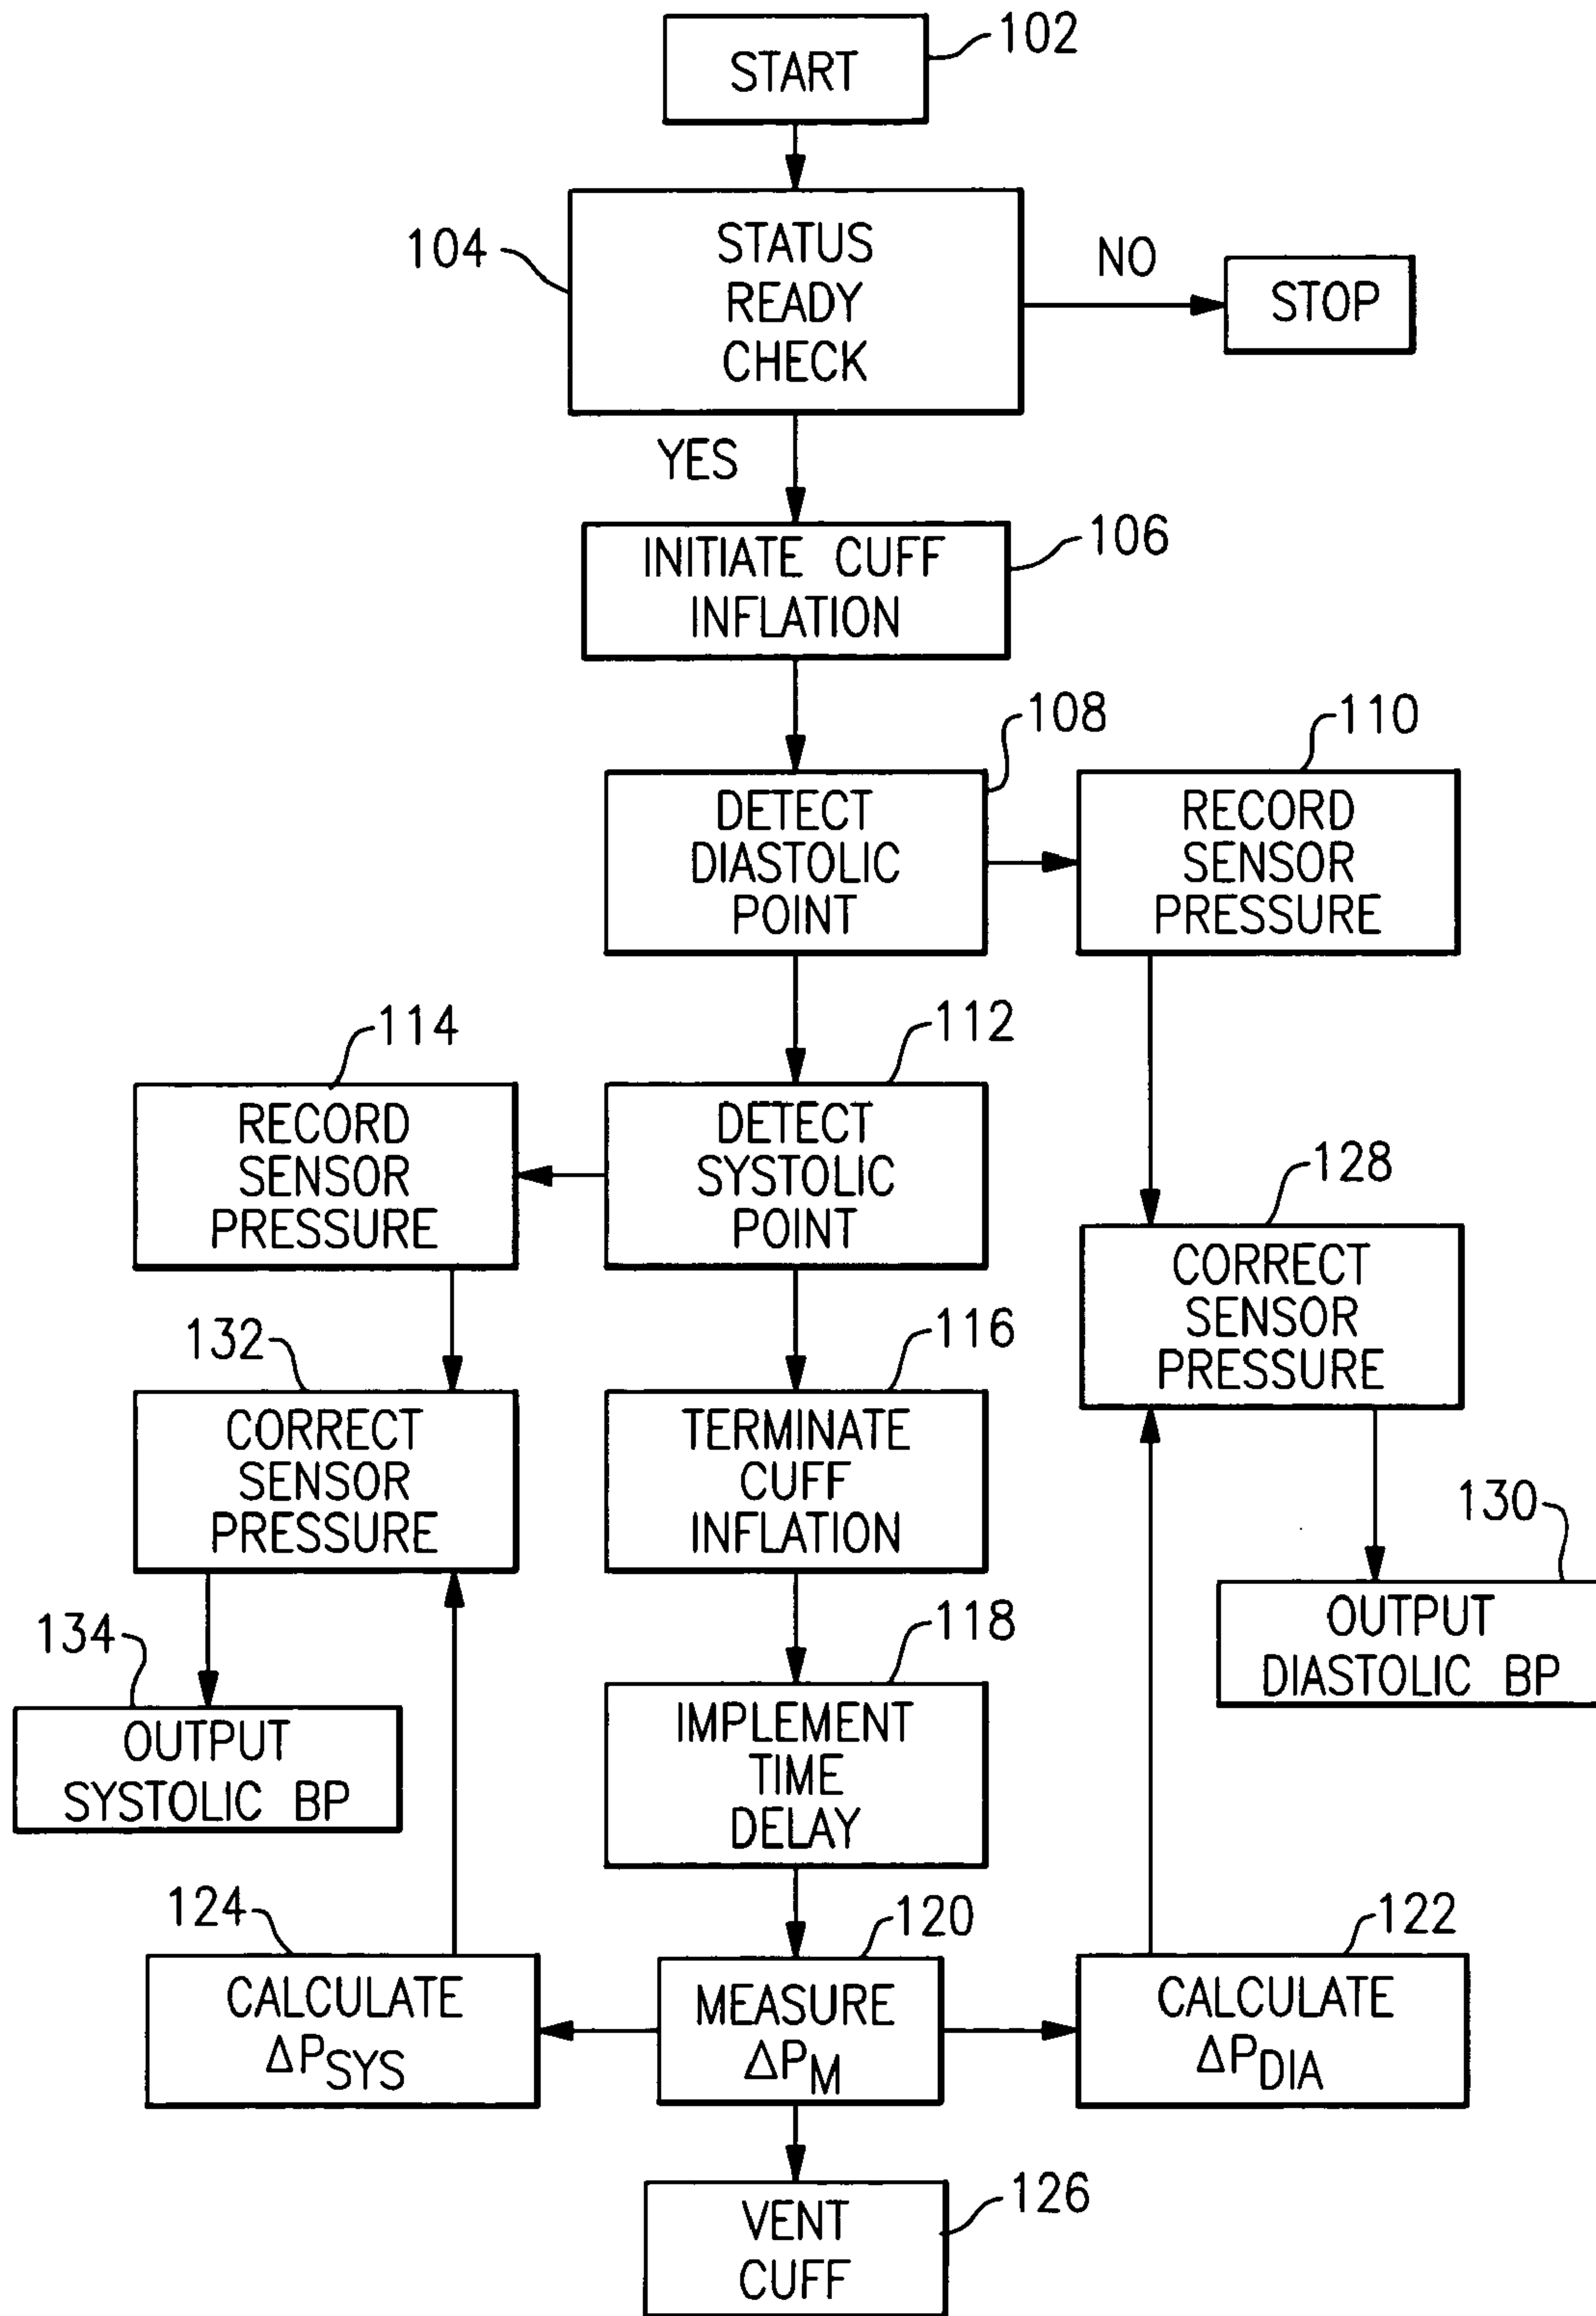 102
START
104
STATUS
READY
CHECK
NO
STOP
YES
106
INITIATE CUFF
INFLATION
108
DETECT
DIASTOLIC
POINT
110
RECORD
SENSOR
PRESSURE
114
RECORD
SENSOR
PRESSURE
112
DETECT
SYSTOLIC
POINT
128
CORRECT
SENSOR
PRESSURE
132
CORRECT
SENSOR
PRESSURE
116
TERMINATE
CUFF
INFLATION
130
OUTPUT
DIASTOLIC BP
134
OUTPUT
SYSTOLIC BP
118
IMPLEMENT
TIME
DELAY
124
CALCULATE
ΔPSYS
120
MEASURE
ΔPM
122
CALCULATE
ΔPDIA
126
VENT
CUFF